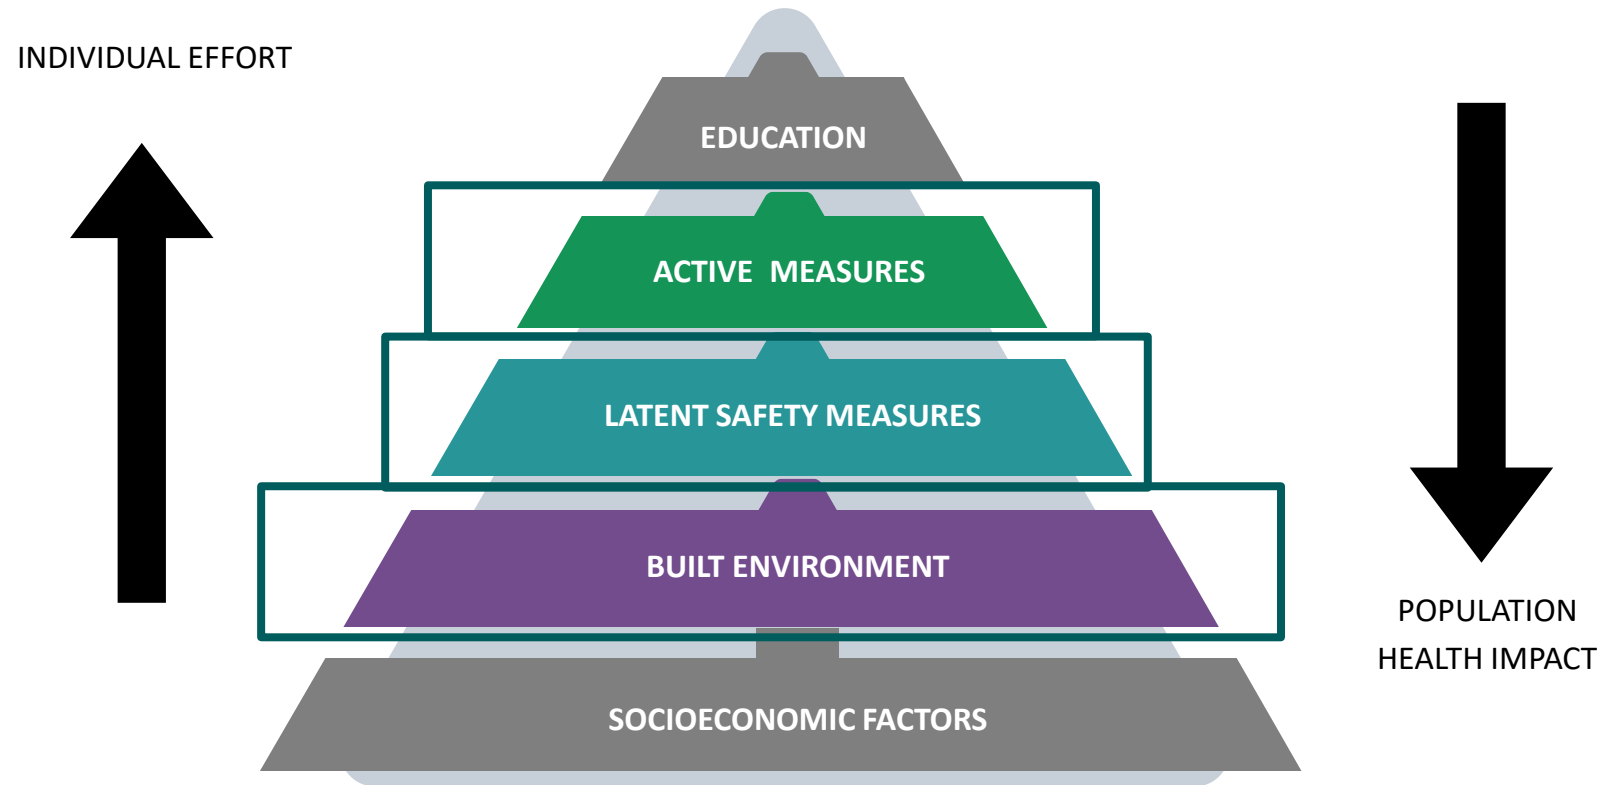 INDIVIDUAL EFFORT
EDUCATION
ACTIVE MEASURES
LATENT SAFETY MEASURES
BUILT ENVIRONMENT
SOCIOECONOMIC FACTORS
POPULATION
HEALTH IMPACT